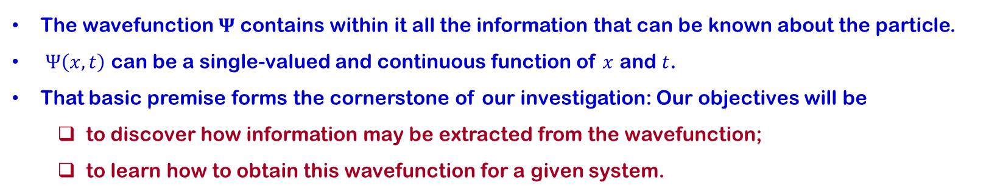 • The wavefunction Ψ contains within it all the information that can be known about the particle.
• Ψ(x, t) can be a single-valued and continuous function of x and t.
• That basic premise forms the cornerstone of our investigation: Our objectives will be
❑ to discover how information may be extracted from the wavefunction;
❑ to learn how to obtain this wavefunction for a given system.